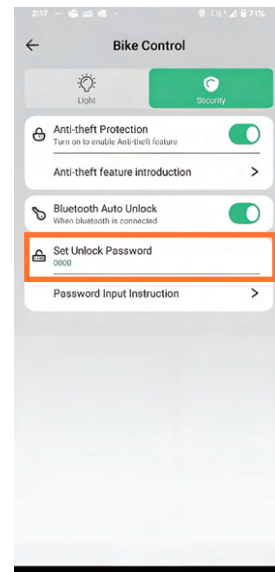 2:17
71%
Bike Control
Light
Security
Anti-theft Protection
Turn on to enable Anti-theft feature
Anti-theft feature introduction
Bluetooth Auto Unlock
When bluetooth is connected
Set Unlock Password
0000
Password Input Instruction